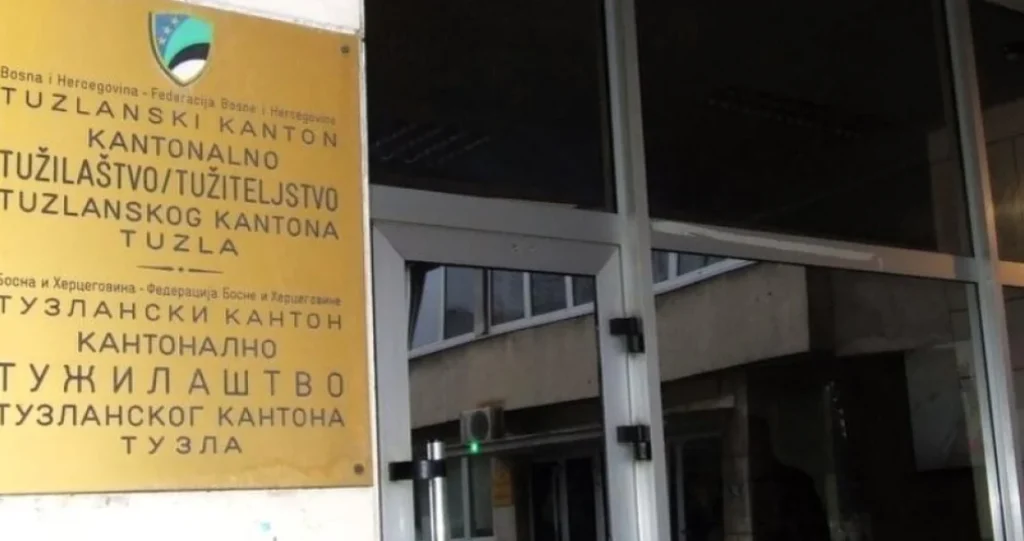 Bosna i Hercegovina - Federacija Bosne i Hercegovine
TUZLANSKI KANTON
KANTONALNO
TUŽILAŠTVO/TUŽITELJSTVO
TUZLANSKOG KANTONA
TUZLA
Босна и Херцеговина - Федерација Босне и Херцеговине
ТУЗЛАНСКИ КАНТОН
КАНТОНАЛНО
ТУЖИЛАШТВО
ТУЗЛАНСКОГ КАНТОНА
ТУЗЛА